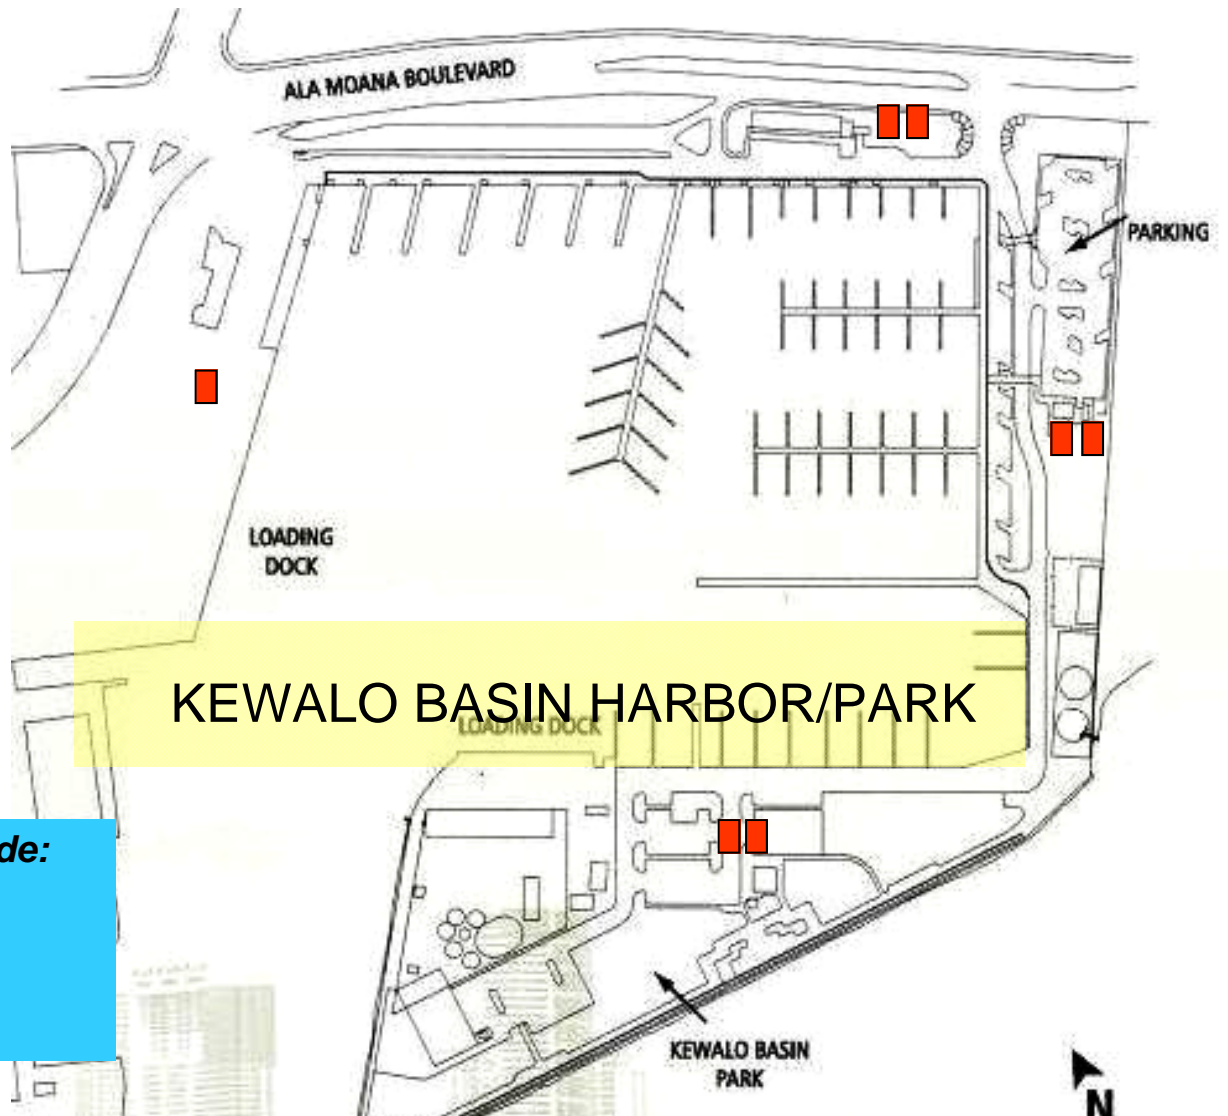 ALA MOANA BOULEVARD
PARKING
LOADING
DOCK
KEWALO BASIN HARBOR/PARK
LOADING DOCK
de:
KEWALO BASIN
PARK
N